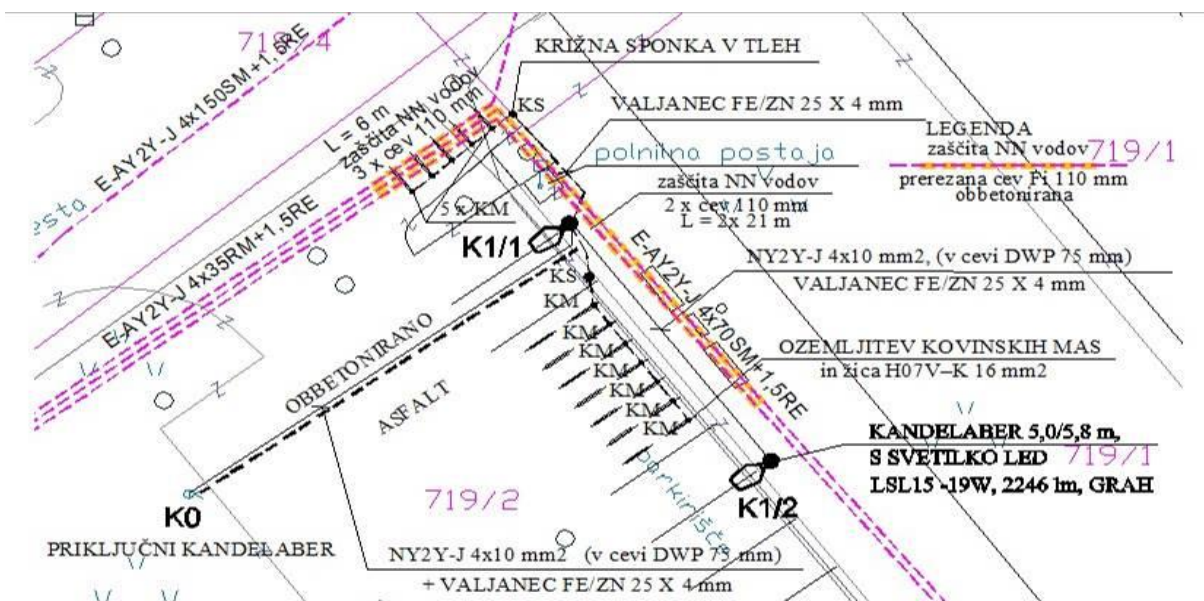 719/4
E-AY2Y-J 4x150SM+1,5RE
esta
L = 6 m
zaščita NN vodov
3 x cev 110 mm
KRIŽNA SPONKA V TLEH
KS
VALJANEC FE/ZN 25 X 4 mm
LEGENDA
zaščita NN vodov
719/1
prerezana cev Fi 110 mm
obbetonirana
polnilna postaja
zaščita NN vodov
2 x cev 110 mm
L = 2x 21 m
5 x KM
K1/1
E-AY2Y-J 4x35RM+1,5RE
E-AY2Y-J 4x70SM+1,5RE
NY2Y-J 4x10 mm2, (v cevi DWP 75 mm)
VALJANEC FE/ZN 25 X 4 mm
KS
KM
KM
KM
KM
KM
KM
KM
OZEMLJITEV KOVINSKIH MAS
in žica H07V–K 16 mm2
OBBETONIRANO
ASFALT
KANDELABER 5,0/5,8 m,
S SVETILKO LED
719/1
LSL15 -19W, 2246 lm, GRAH
parkirišče
K1/2
719/2
K0
PRIKLJUČNI KANDELABER
NY2Y-J 4x10 mm2 (v cevi DWP 75 mm)
+ VALJANEC FE/ZN 25 X 4 mm